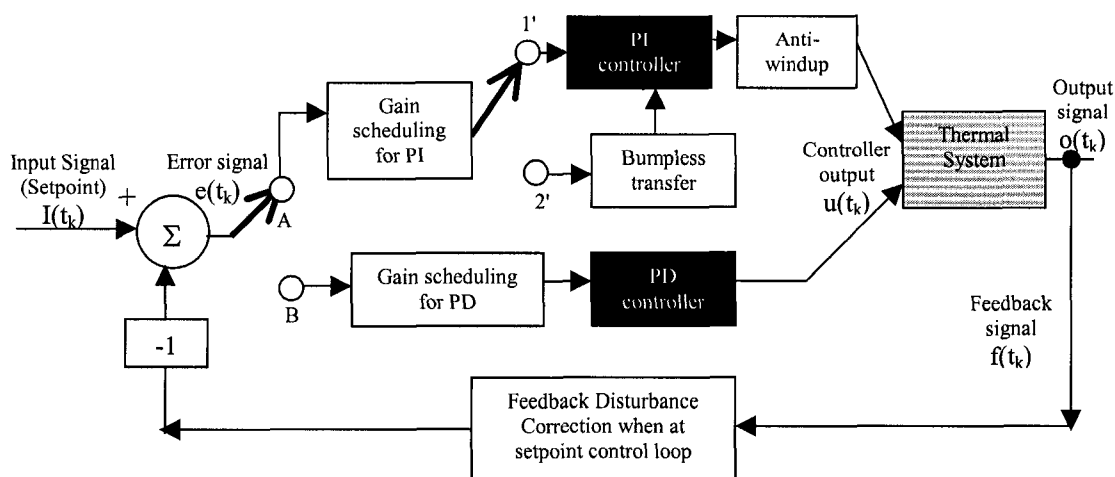 1'
PI
controller
Anti-
windup
Output
signal
o(tk)
Gain
scheduling
for PI
Thermal
System
Input Signal
(Setpoint)
I(tk)
+
Error signal
e(tk)
A
Σ
2'
Bumpless
transfer
Controller
output
u(tk)
B
Gain scheduling
for PD
PD
controller
Feedback
signal
f(tk)
-1
Feedback Disturbance
Correction when at
setpoint control loop